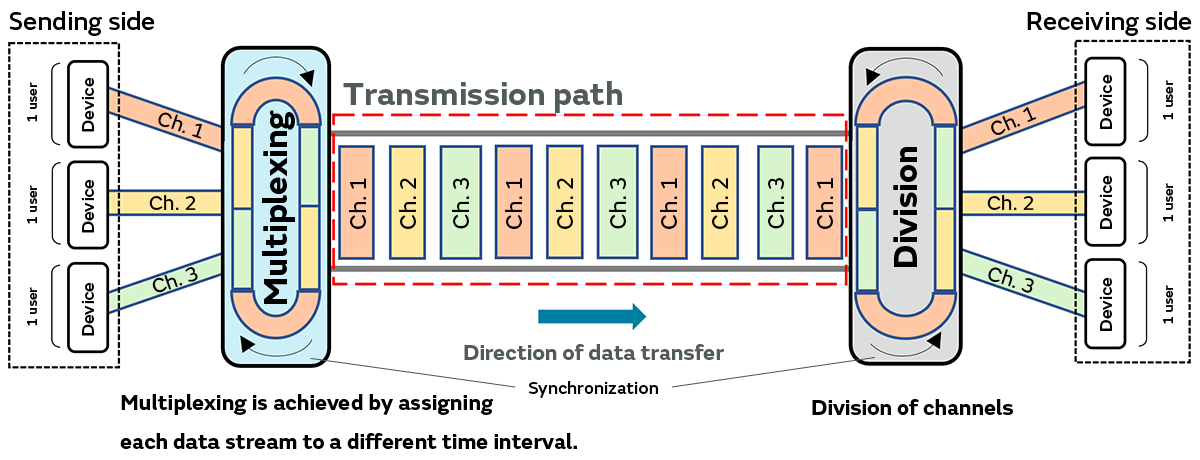 Sending side
Receiving side
1 user
Device
Ch. 1
1 user
Device
Ch. 2
1 user
Device
Ch. 3
Multiplexing
Transmission path
Ch. 1
Ch. 2
Ch. 3
Ch. 1
Ch. 2
Ch. 3
Ch. 1
Ch. 2
Ch. 3
Ch. 1
Division
Ch. 1
Device
1 user
Ch. 2
Device
1 user
Ch. 3
Device
1 user
Direction of data transfer
Synchronization
Multiplexing is achieved by assigning
each data stream to a different time interval.
Division of channels